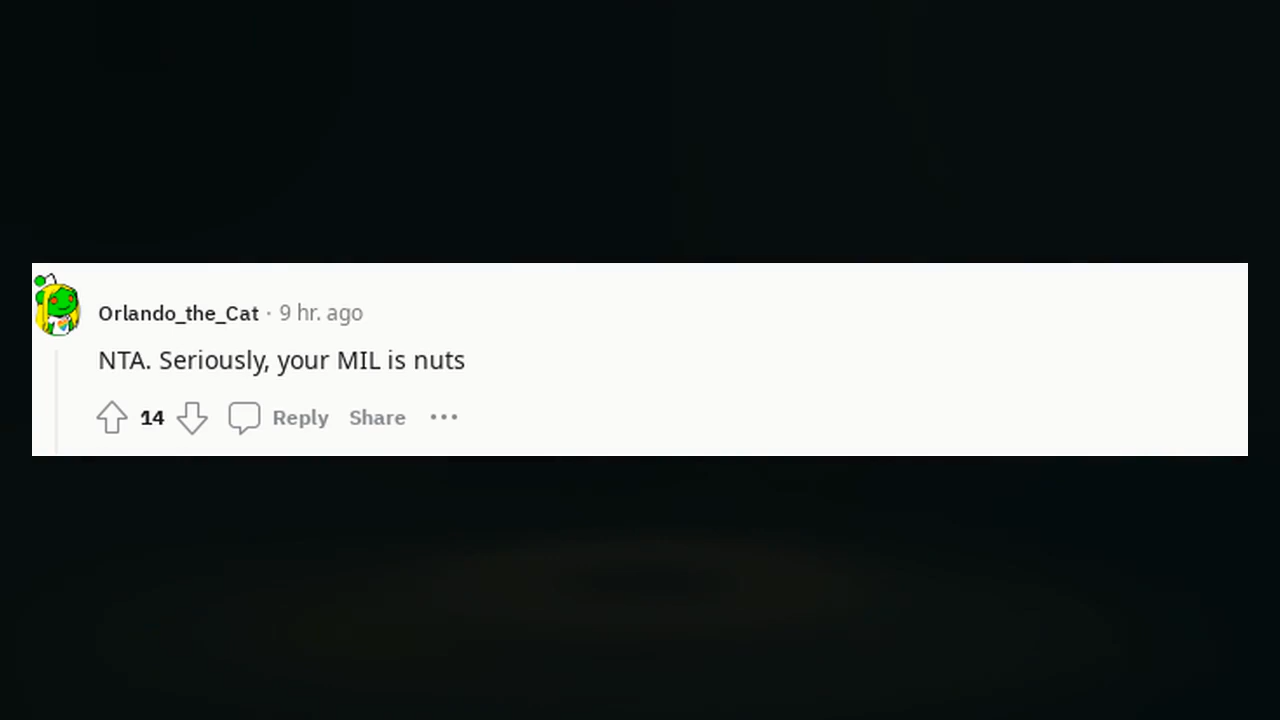 Orlando_the_Cat · 9 hr. ago
NTA. Seriously, your MIL is nuts
14 Reply Share ···